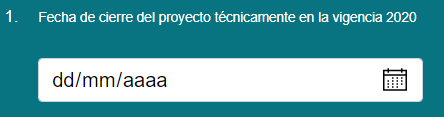 1. Fecha de cierre del proyecto técnicamente en la vigencia 2020
dd/mm/aaaa